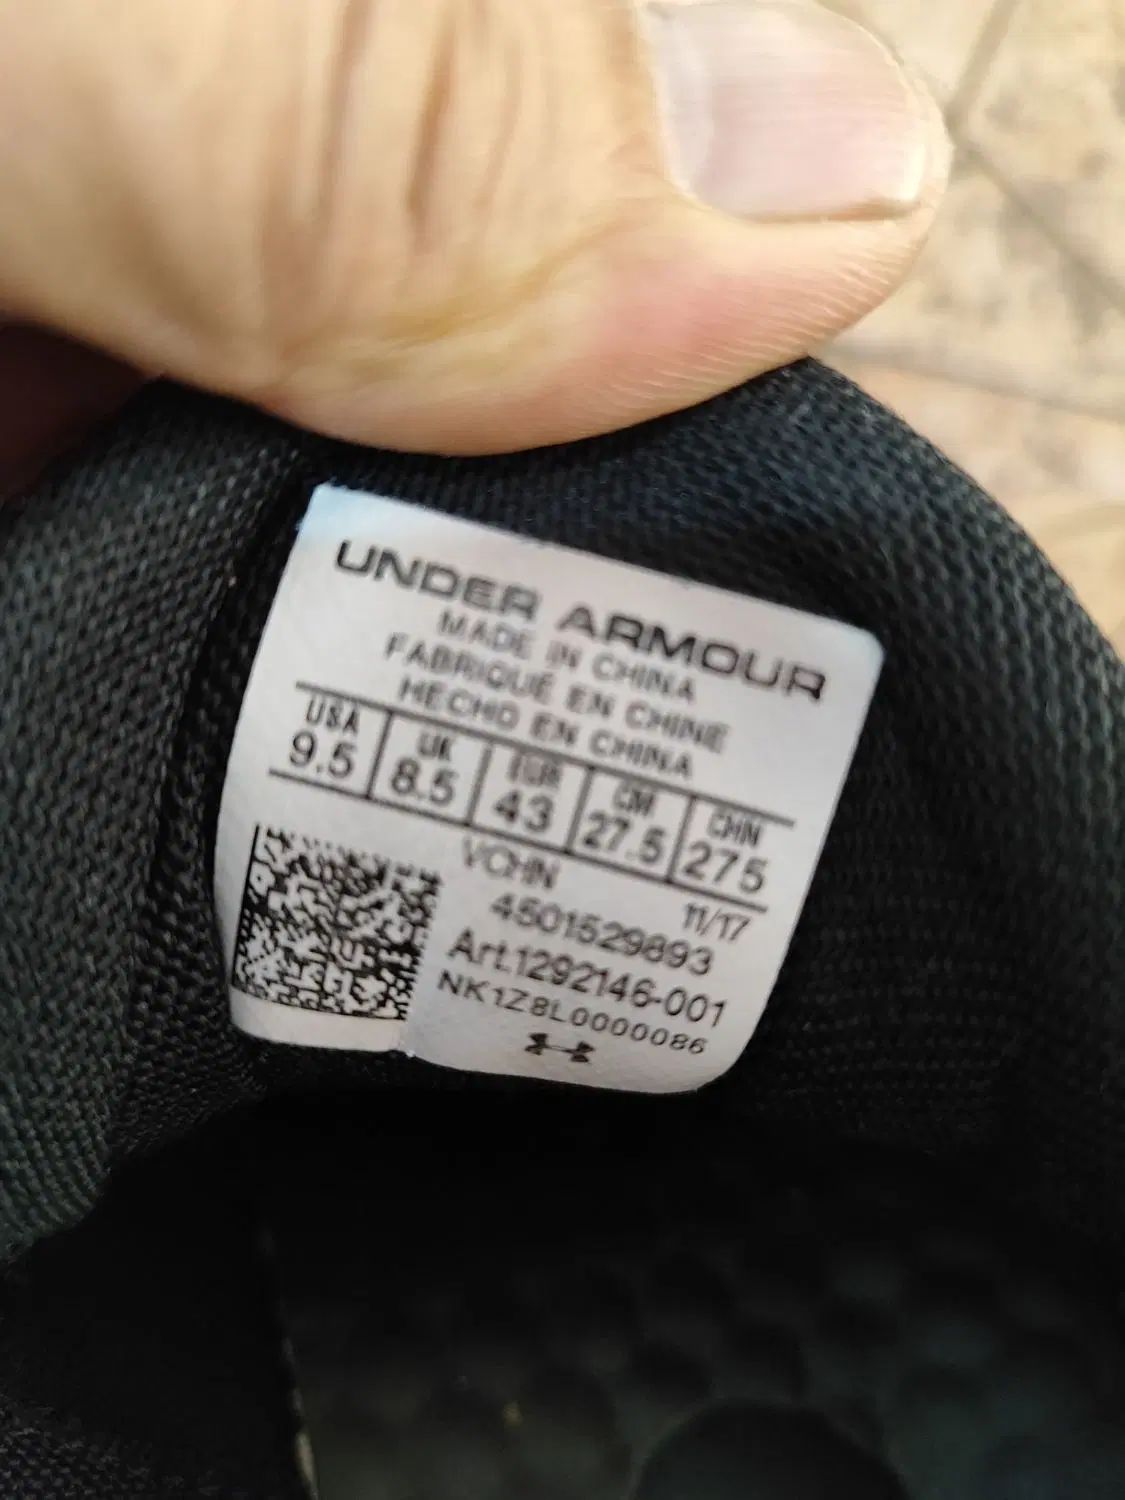 UNDER ARMOUR
MADE IN CHINA
FABRIQUÉ EN CHINE
HECHO EN CHINA
USA UK EUR CM CHN
9.5 8.5 43 27.5 275
VCHN
11/17
4501529893
Art.1292146-001
NK1Z8L0000086